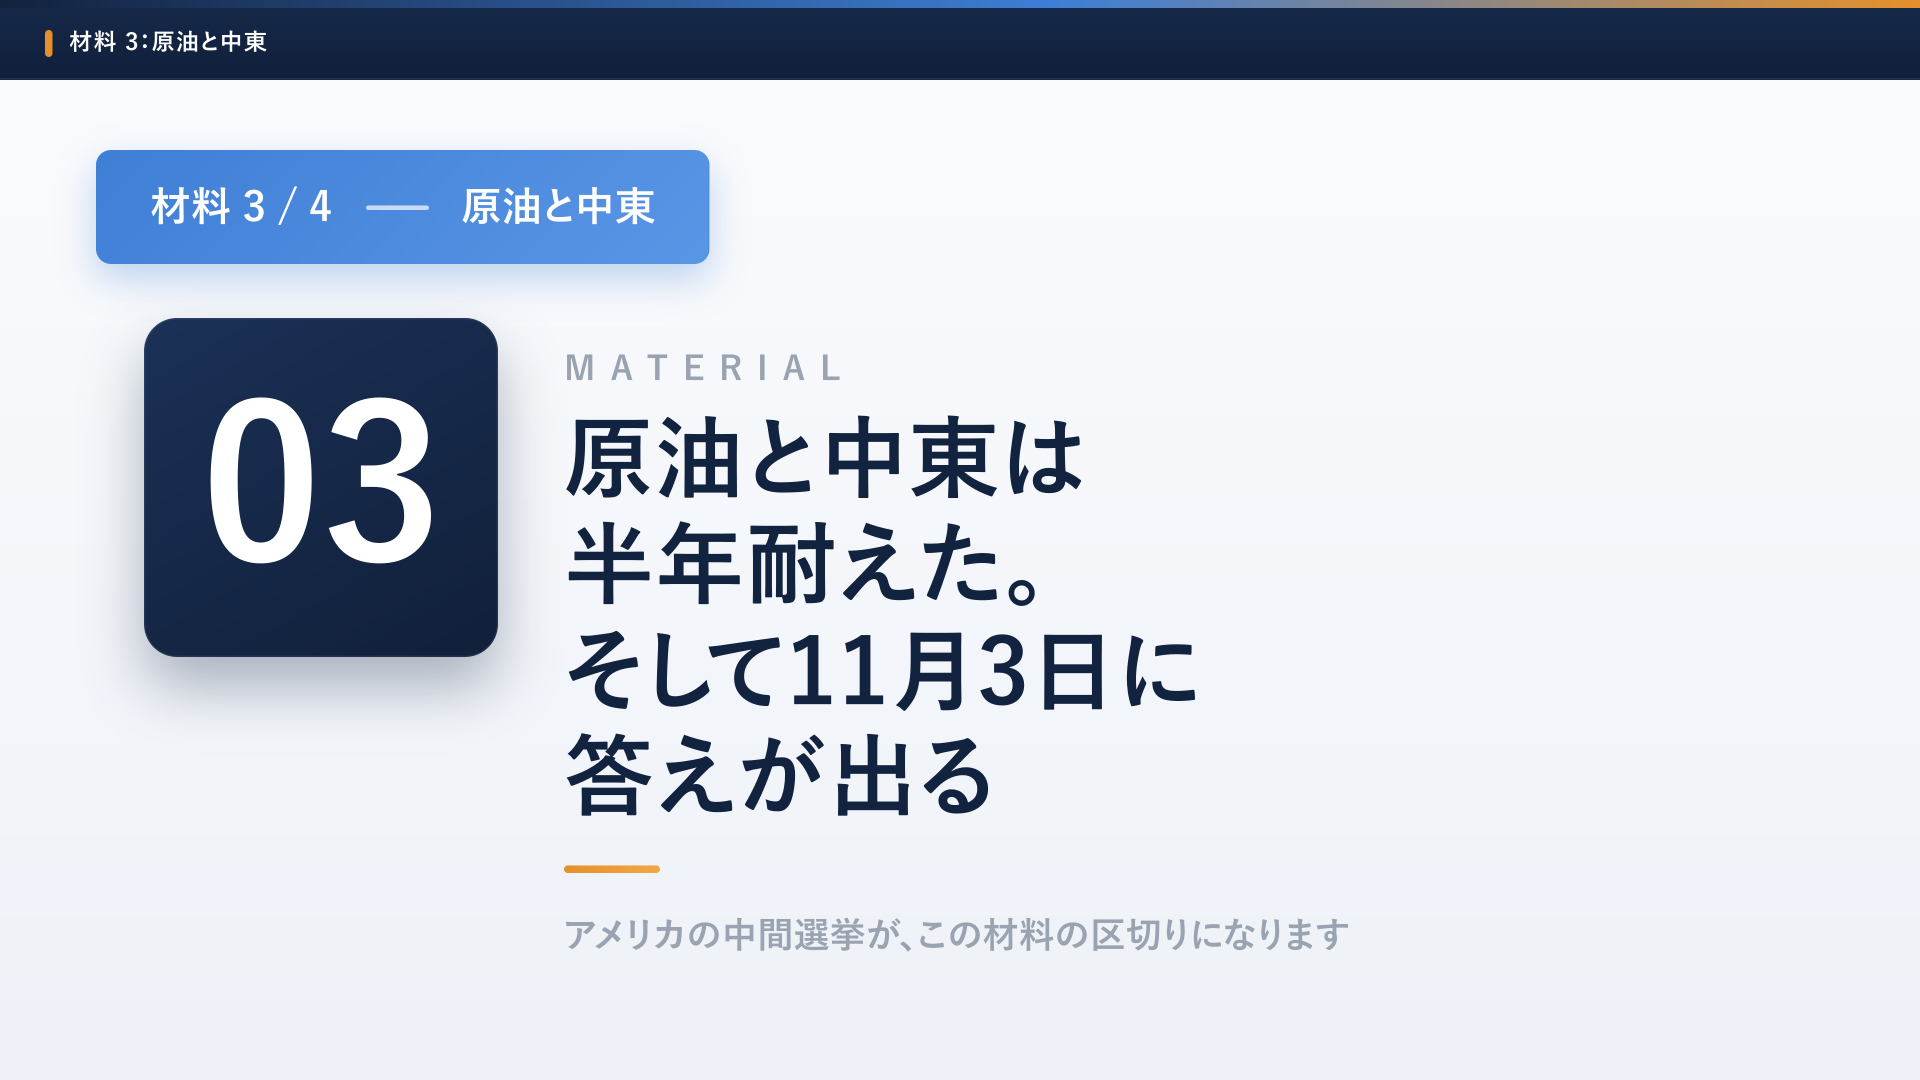 材料 3：原油と中東
材料 3 / 4 — 原油と中東
03
MATERIAL
原油と中東は
半年耐えた。
そして11月3日に
答えが出る
アメリカの中間選挙が、この材料の区切りになります